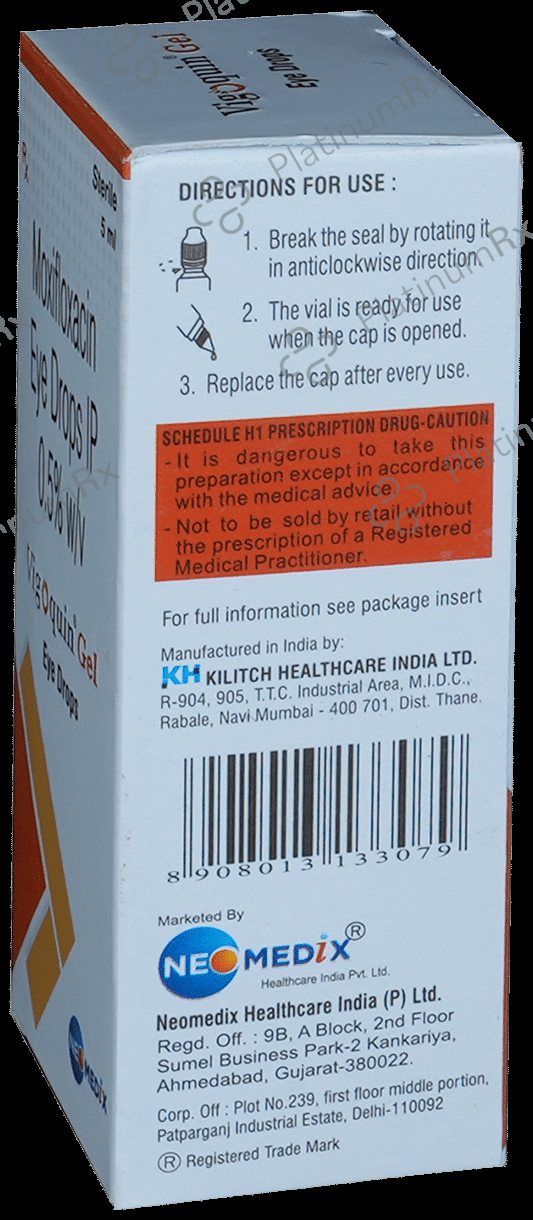 VigOquin® Gel
Eye Drops
Rx
Sterile
5 ml
Moxifloxacin
Eye Drops IP
0.5% w/v
VigOquin® Gel
Eye Drops
NEOMEDiX
DIRECTIONS FOR USE :
1. Break the seal by rotating it
in anticlockwise direction
2. The vial is ready for use
when the cap is opened.
3. Replace the cap after every use.
SCHEDULE H1 PRESCRIPTION DRUG-CAUTION
- It is dangerous to take this
preparation except in accordance
with the medical advice
- Not to be sold by retail without
the prescription of a Registered
Medical Practitioner.
For full information see package insert
Manufactured in India by:
KH KILITCH HEALTHCARE INDIA LTD.
R-904, 905, T.T.C. Industrial Area, M.I.D.C.,
Rabale, Navi Mumbai - 400 701, Dist. Thane.
8 908013 133079
Marketed By
NEOMEDiX®
Healthcare India Pvt. Ltd.
Neomedix Healthcare India (P) Ltd.
Regd. Off. : 9B, A Block, 2nd Floor
Sumel Business Park-2 Kankariya,
Ahmedabad, Gujarat-380022.
Corp. Off : Plot No.239, first floor middle portion,
Patparganj Industrial Estate, Delhi-110092
® Registered Trade Mark
PlatinumRx
PlatinumRx
PlatinumRx